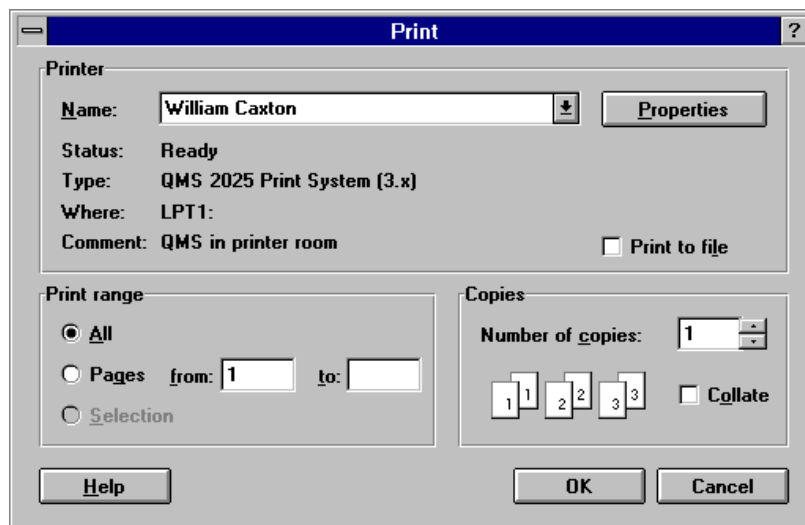 Print ?
Printer
Name: William Caxton Properties
Status: Ready
Type: QMS 2025 Print System (3.x)
Where: LPT1:
Comment: QMS in printer room Print to file
Print range
All
Pages from: 1 to:
Selection
Copies
Number of copies: 1
1 1 2 2 3 3 Collate
Help OK Cancel